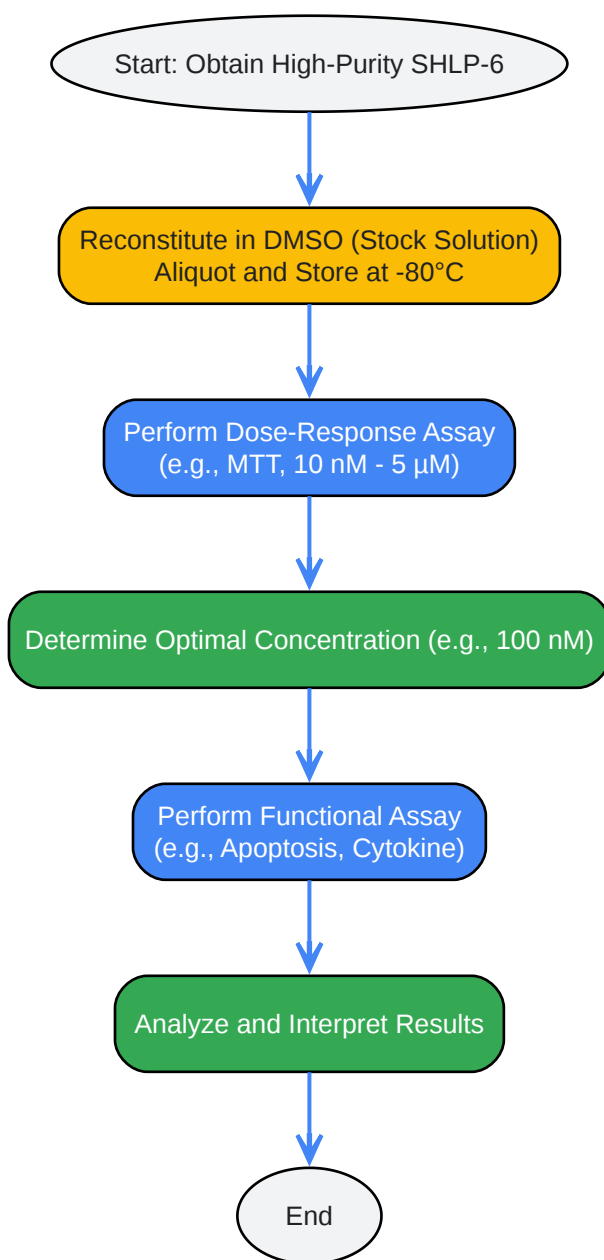 Start: Obtain High-Purity SHLP-6
Reconstitute in DMSO (Stock Solution)
Aliquot and Store at -80°C
Perform Dose-Response Assay
(e.g., MTT, 10 nM - 5 µM)
Determine Optimal Concentration (e.g., 100 nM)
Perform Functional Assay
(e.g., Apoptosis, Cytokine)
Analyze and Interpret Results
End